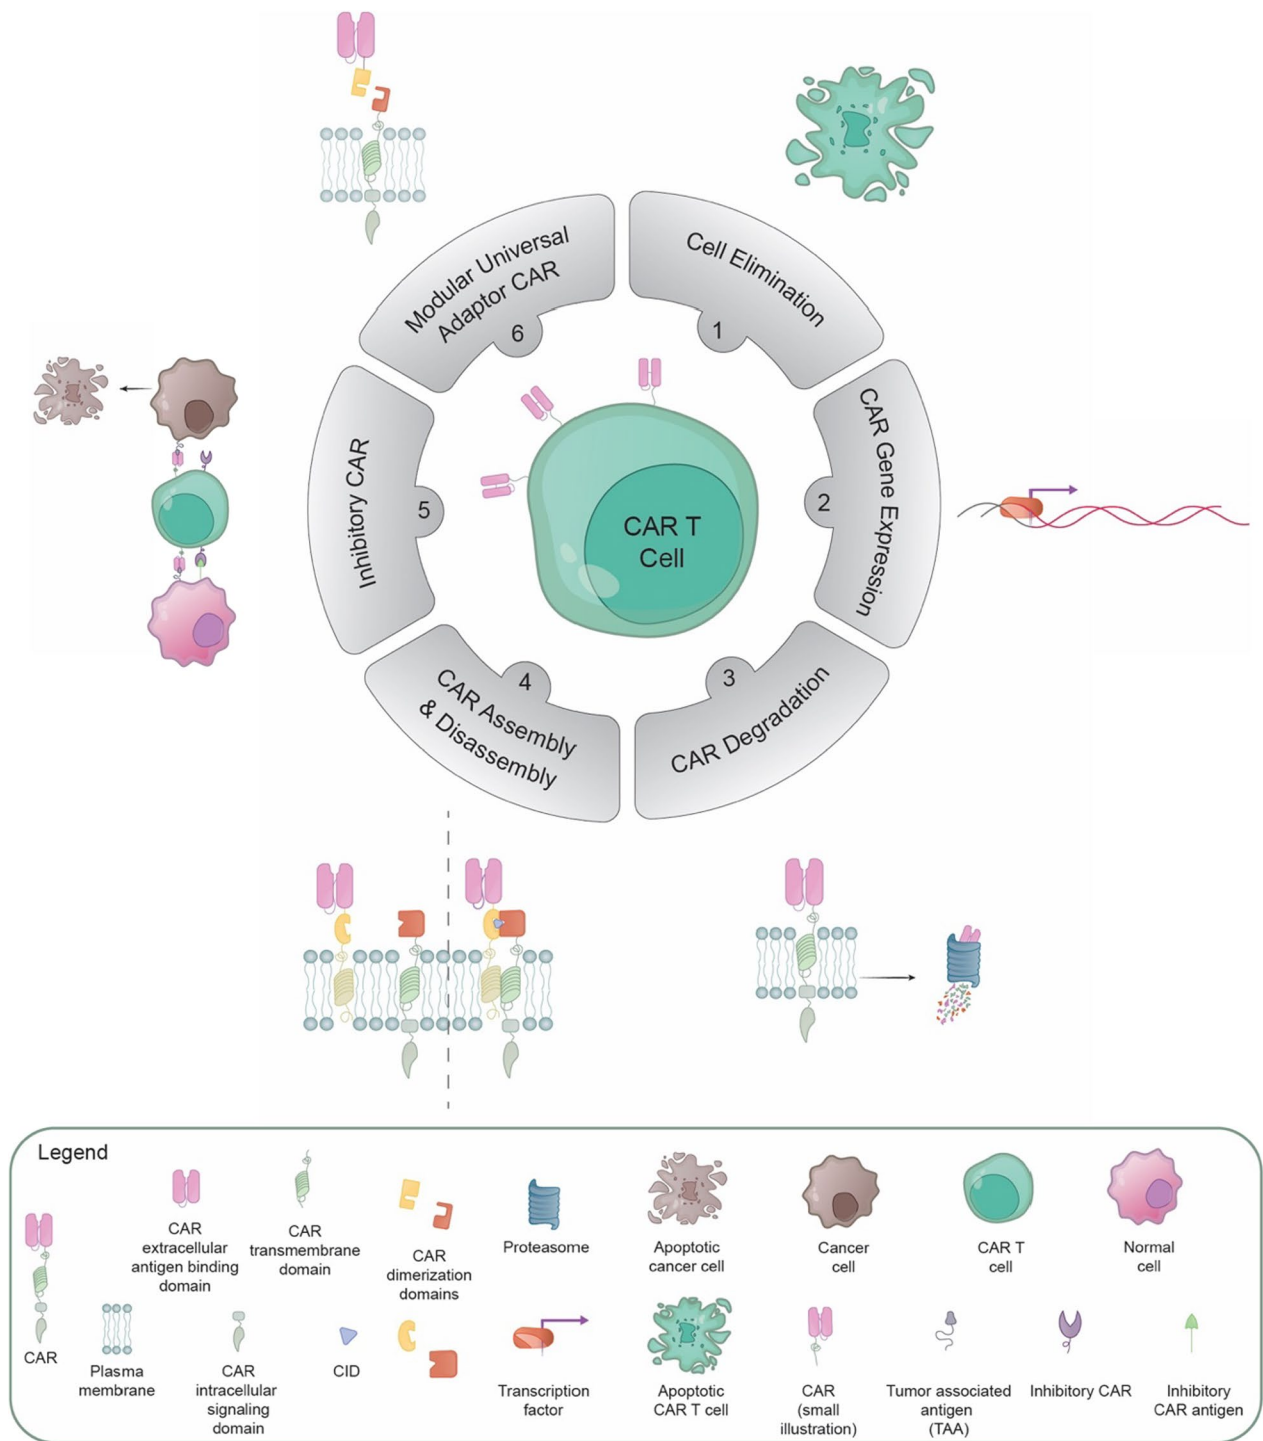 Modular Universal
Adaptor CAR
6
Cell Elimination
1
CAR Gene Expression
2
Inhibitory CAR
5
CAR T
Cell
CAR Assembly
& Disassembly
4
CAR Degradation
3
Legend
CAR
CAR
extracellular
antigen binding
domain
CAR
transmembrane
domain
CAR
dimerization
domains
Proteasome
Apoptotic
cancer cell
Cancer
cell
CAR T
cell
Normal
cell
Plasma
membrane
CAR
intracellular
signaling
domain
CID
Transcription
factor
Apoptotic
CAR T cell
CAR
(small
illustration)
Tumor associated
antigen
(TAA)
Inhibitory CAR
Inhibitory
CAR antigen